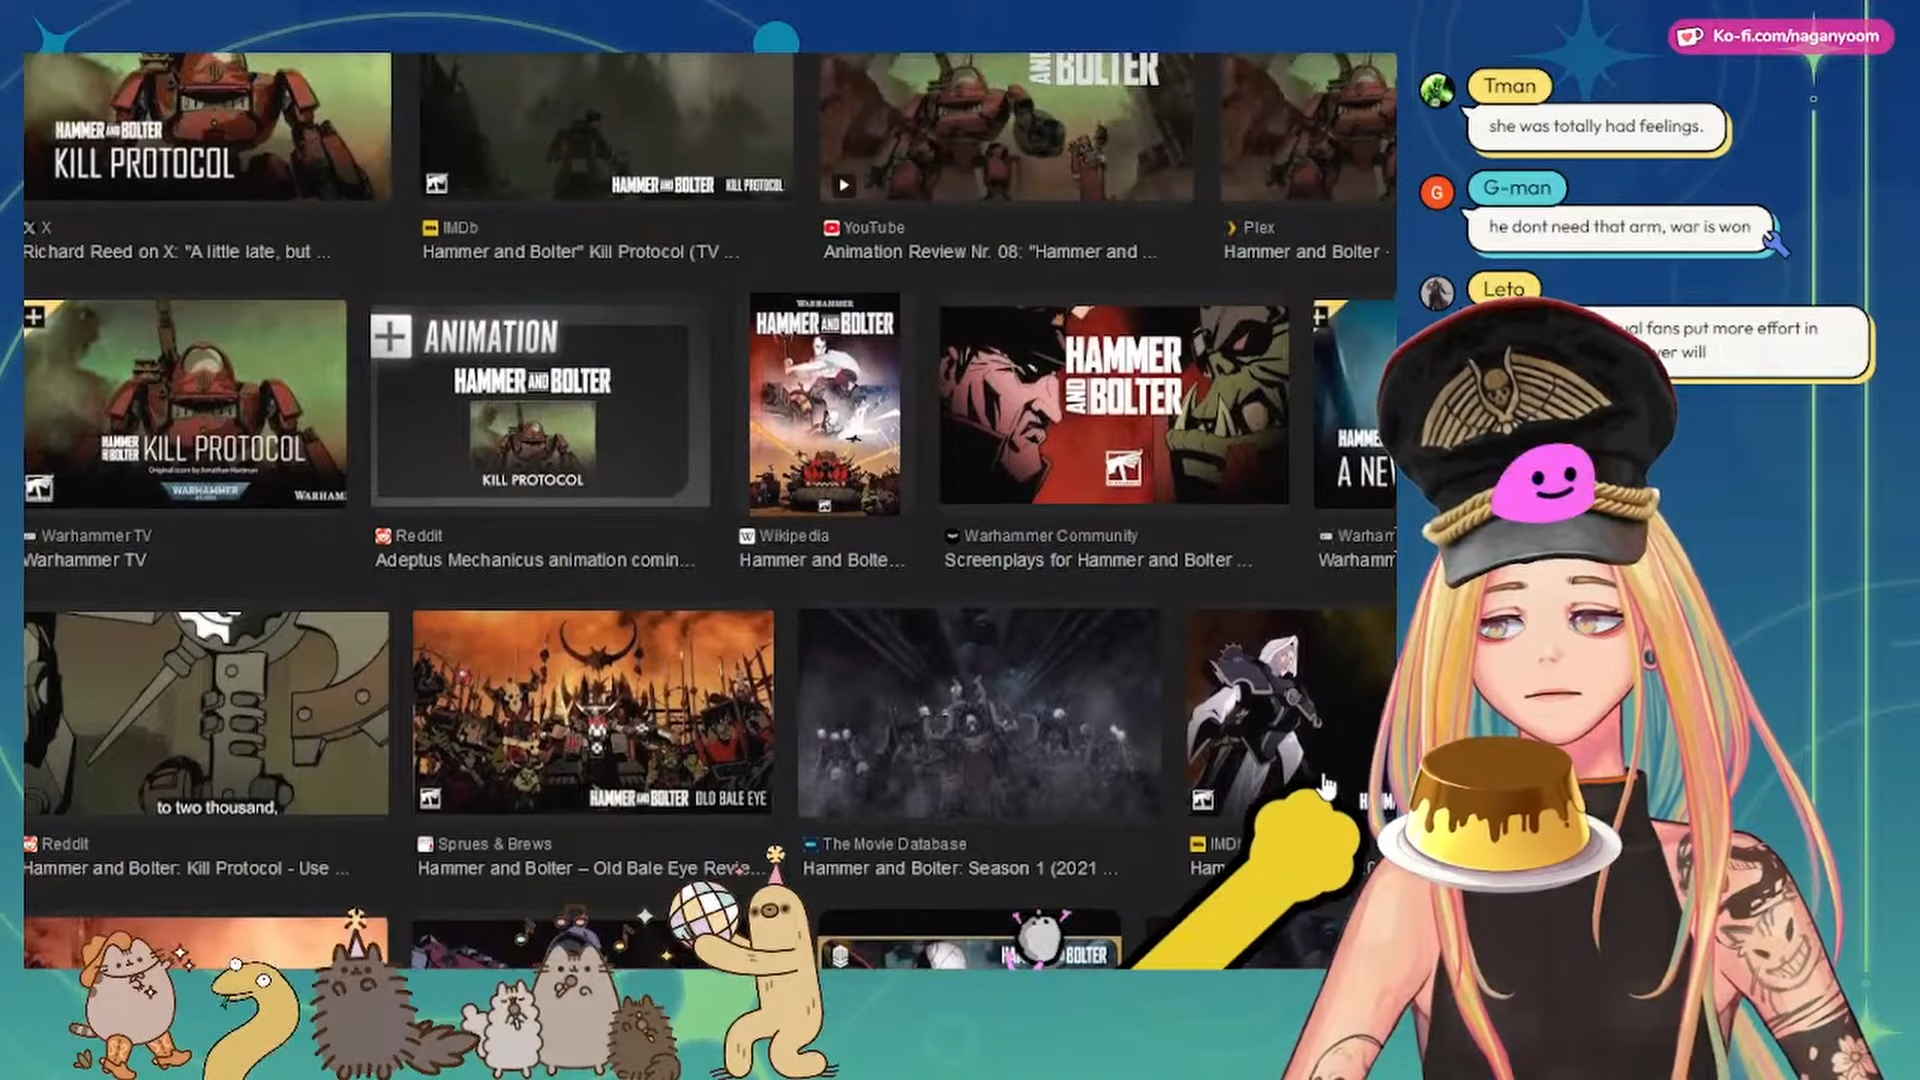 Ko-fi.com/naganyoom
Tman
she was totally had feelings.
G
G-man
he dont need that arm, war is won
Leto
ual fans put more effort in
ver will
HAMMER AND BOLTER
KILL PROTOCOL
HAMMER AND BOLTER KILL PROTOCOL
AND BOLTER
X
Richard Reed on X: "A little late, but ...
IMDb
Hammer and Bolter" Kill Protocol (TV ...
YouTube
Animation Review Nr. 08: "Hammer and ...
Plex
Hammer and Bolter ·
HAMMER AND BOLTER KILL PROTOCOL
WARHAMMER
WARHAM
ANIMATION
HAMMER AND BOLTER
KILL PROTOCOL
WARHAMMER
HAMMER AND BOLTER
HAMMER
AND BOLTER
HAMME
A NEW
Warhammer TV
Warhammer TV
Reddit
Adeptus Mechanicus animation comin...
W Wikipedia
Hammer and Bolte...
Warhammer Community
Screenplays for Hammer and Bolter ...
Warham
Warhamm
to two thousand,
HAMMER AND BOLTER OLD BALE EYE
Reddit
Hammer and Bolter: Kill Protocol - Use ...
Sprues & Brews
Hammer and Bolter – Old Bale Eye Revie...
The Movie Database
Hammer and Bolter: Season 1 (2021 ...
IMD
Ham
HA
BOLTER